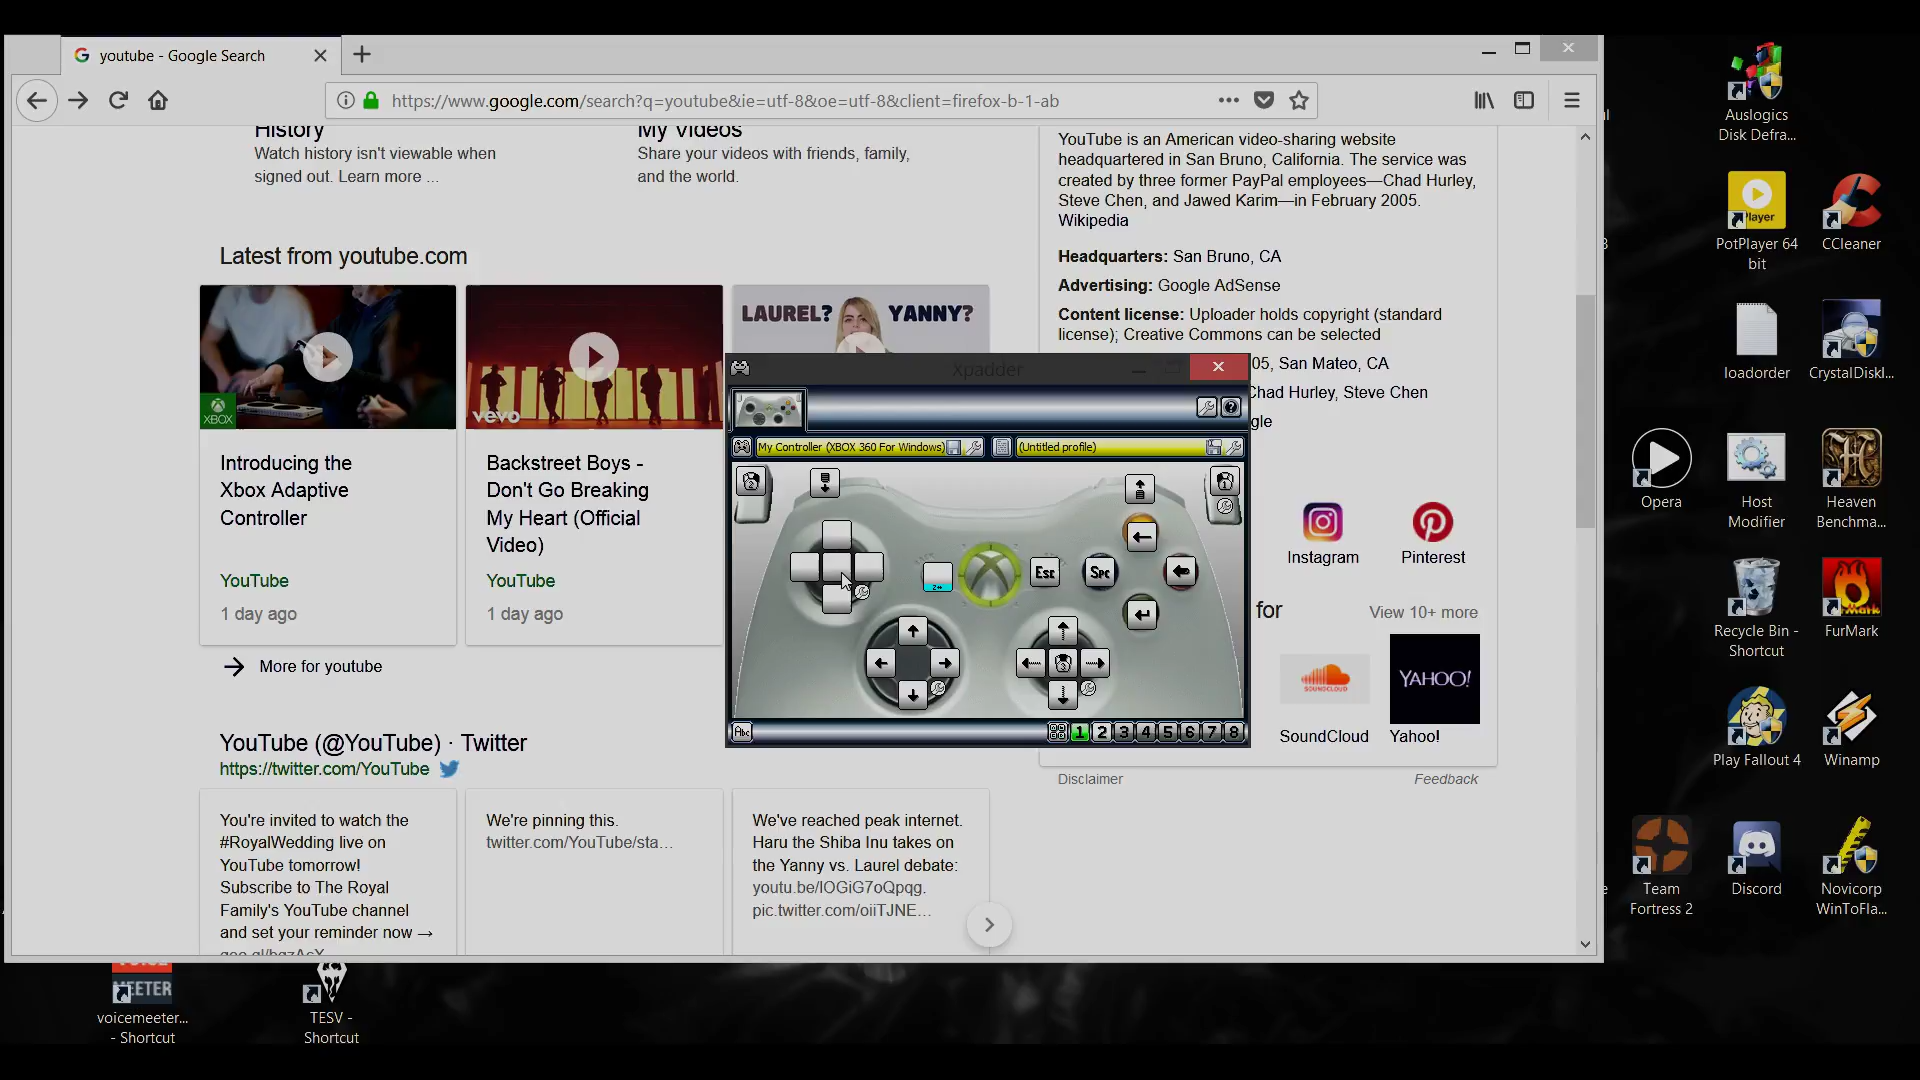 youtube - Google Search
https://www.google.com/search?q=youtube&ie=utf-8&oe=utf-8&client=firefox-b-1-ab
History
Watch history isn't viewable when
signed out. Learn more ...
My Videos
Share your videos with friends, family,
and the world.
Latest from youtube.com
XBOX
Introducing the
Xbox Adaptive
Controller
YouTube
1 day ago
vevo
Backstreet Boys -
Don't Go Breaking
My Heart (Official
Video)
YouTube
1 day ago
LAUREL? YANNY?
More for youtube
YouTube (@YouTube) · Twitter
https://twitter.com/YouTube
You're invited to watch the
#RoyalWedding live on
YouTube tomorrow!
Subscribe to The Royal
Family's YouTube channel
and set your reminder now →
We're pinning this.
twitter.com/YouTube/sta...
We've reached peak internet.
Haru the Shiba Inu takes on
the Yanny vs. Laurel debate:
youtu.be/IOGiG7oQpqg.
pic.twitter.com/oiiTJNE...
YouTube is an American video-sharing website
headquartered in San Bruno, California. The service was
created by three former PayPal employees—Chad Hurley,
Steve Chen, and Jawed Karim—in February 2005.
Wikipedia
Headquarters: San Bruno, CA
Advertising: Google AdSense
Content license: Uploader holds copyright (standard
license); Creative Commons can be selected
05, San Mateo, CA
Chad Hurley, Steve Chen
gle
Instagram
Pinterest
for
View 10+ more
SOUNDCLOUD
YAHOO!
SoundCloud
Yahoo!
Disclaimer
Feedback
Xpadder
My Controller (XBOX 360 For Windows)
(Untitled profile)
2
1
Esc
Spc
3
Abc
1 2 3 4 5 6 7 8
Auslogics
Disk Defra...
Player
PotPlayer 64
bit
CCleaner
loadorder
CrystalDiskI...
Opera
Host
Modifier
Heaven
Benchma...
Recycle Bin -
Shortcut
FurMark
Play Fallout 4
Winamp
Team
Fortress 2
Discord
Novicorp
WinToFla...
METER
voicemeeter...
- Shortcut
TESV -
Shortcut